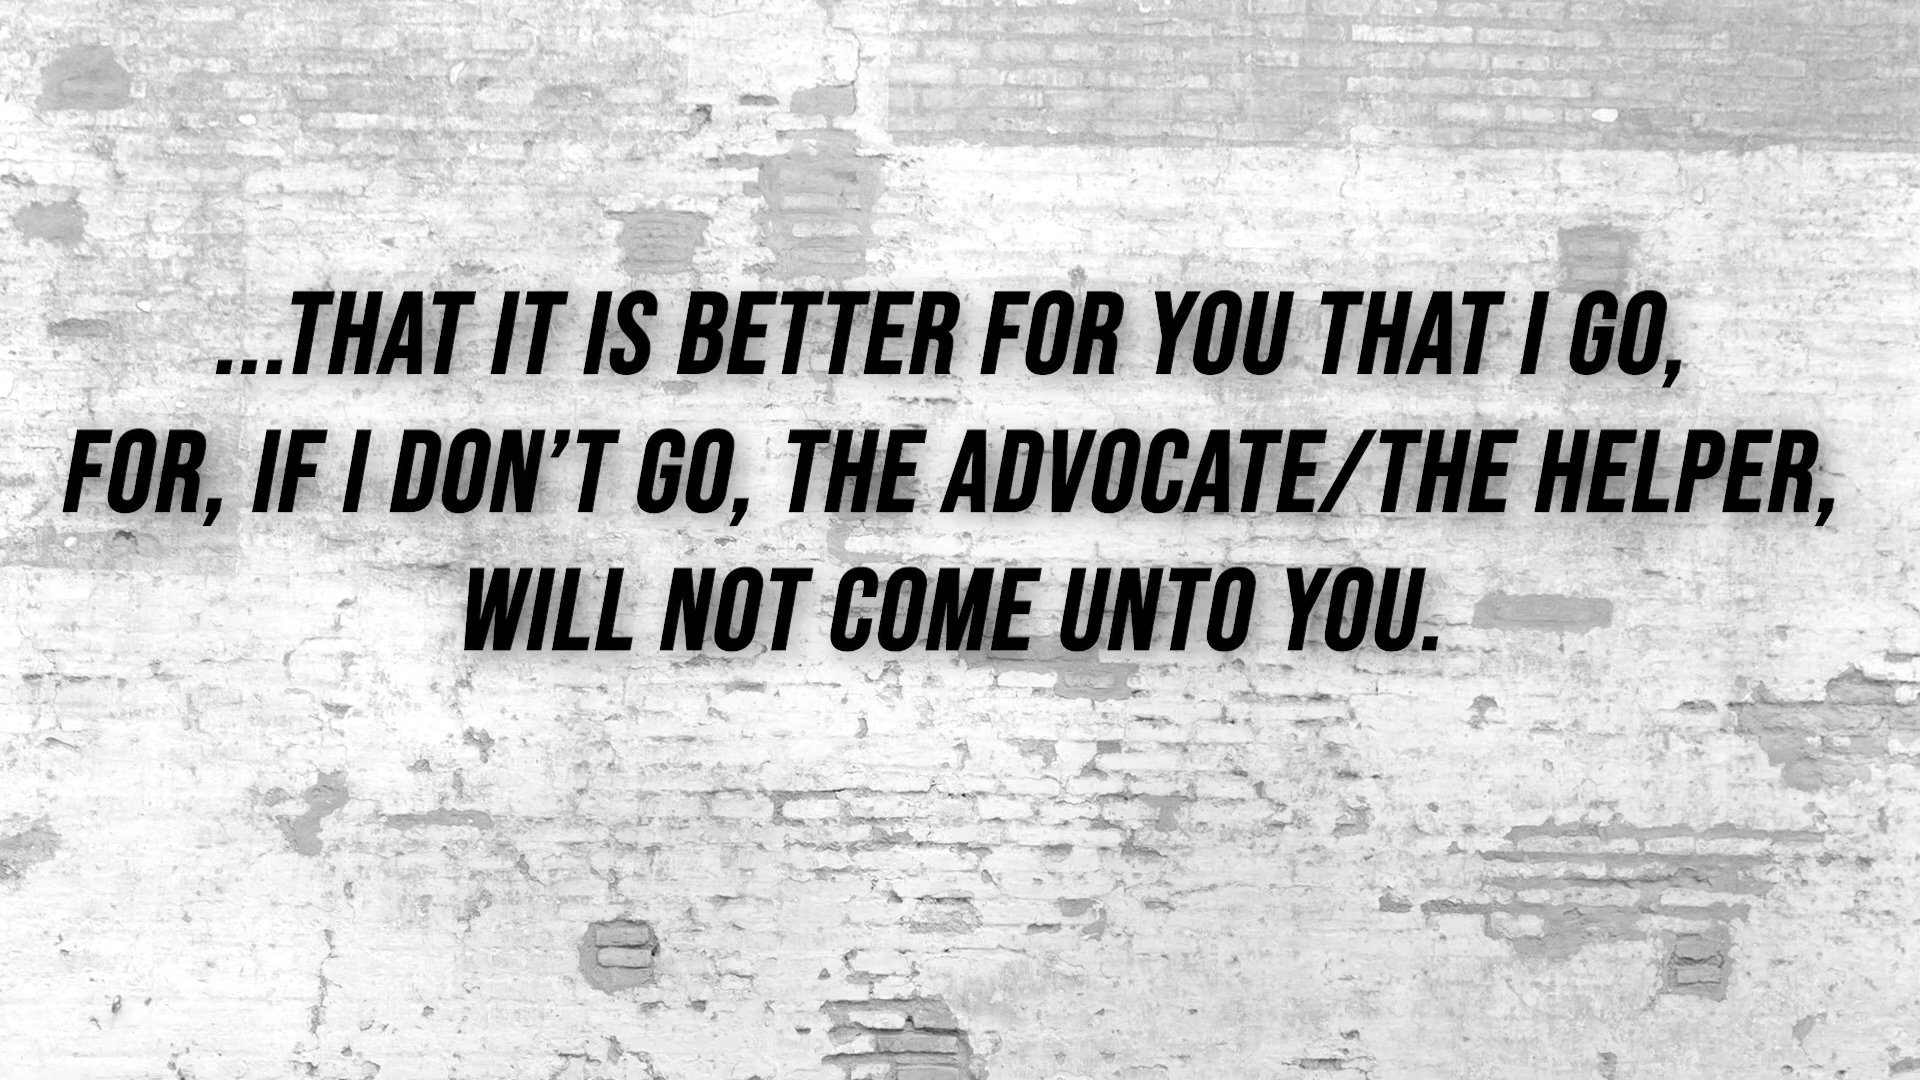 ...THAT IT IS BETTER FOR YOU THAT I GO,
FOR, IF I DON’T GO, THE ADVOCATE/THE HELPER,
WILL NOT COME UNTO YOU.